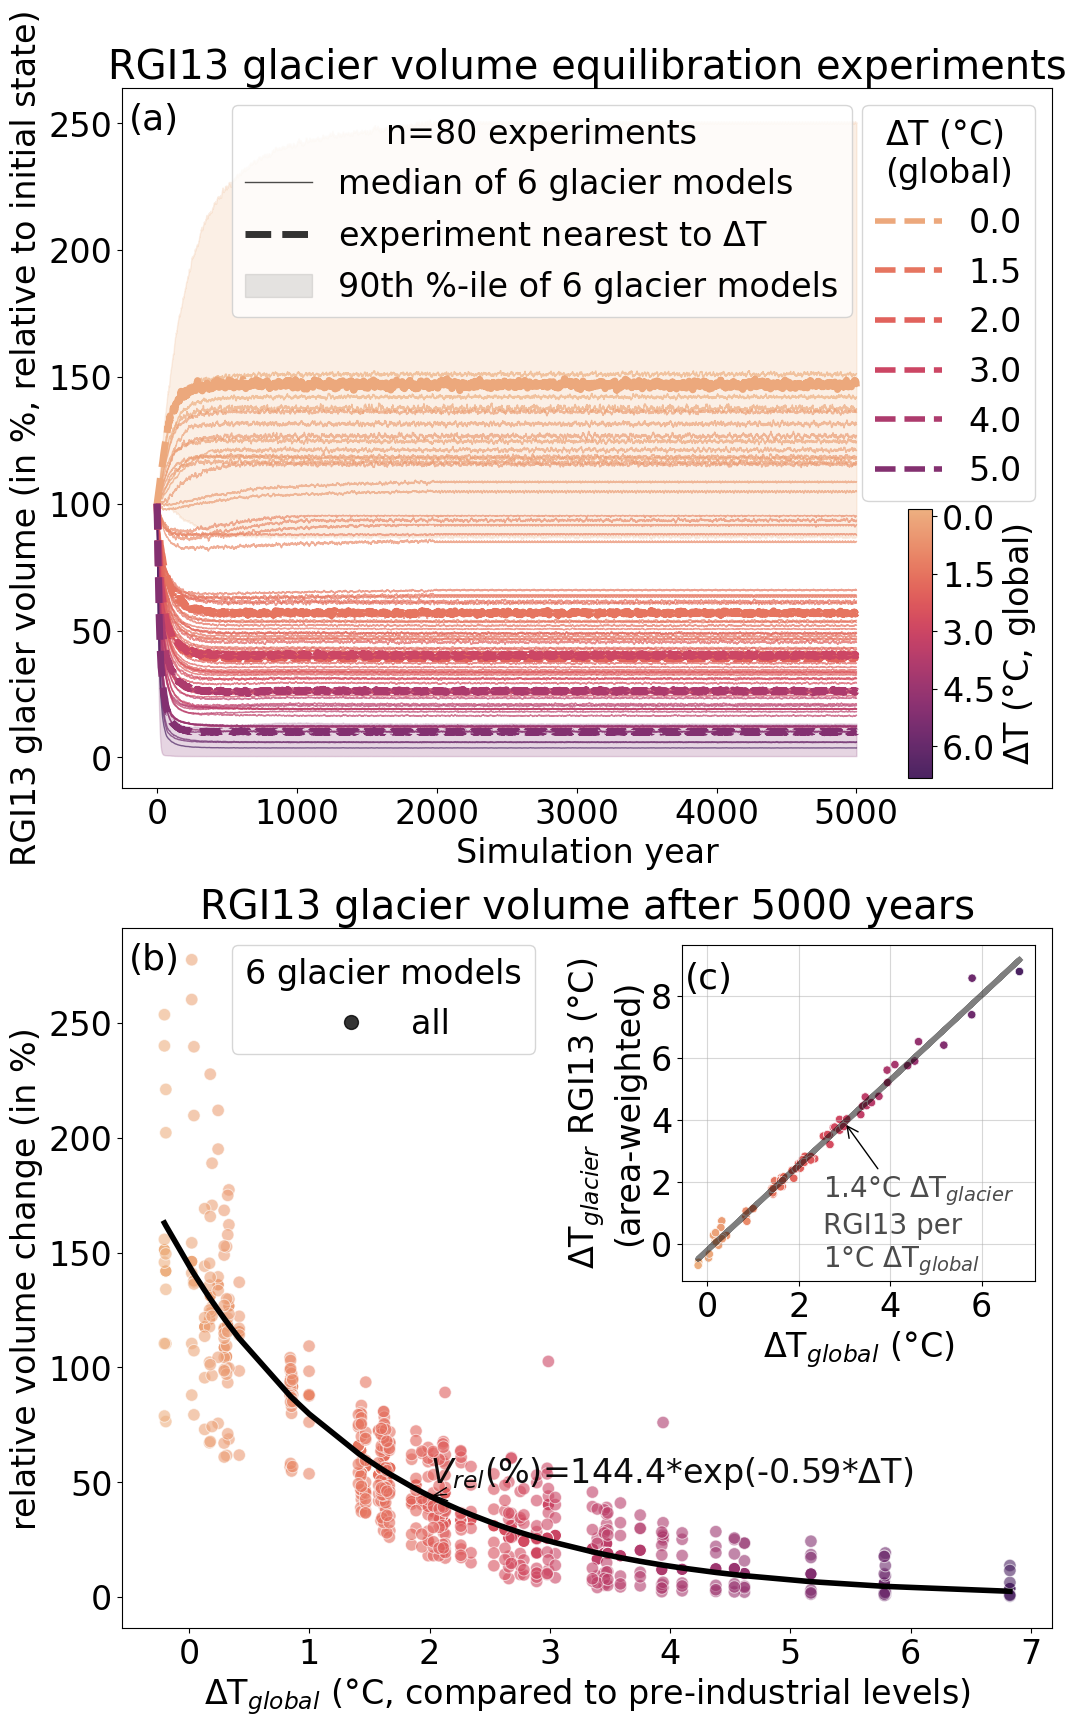 RGI13 glacier volume equilibration experiments
(a)
RGI13 glacier volume (in %, relative to initial state)
250
200
150
100
50
0
n=80 experiments
median of 6 glacier models
experiment nearest to ΔT
90th %-ile of 6 glacier models
ΔT (°C)
(global)
0.0
1.5
2.0
3.0
4.0
5.0
0.0
1.5
3.0
4.5
6.0
ΔT (°C, global)
0 1000 2000 3000 4000 5000
Simulation year
RGI13 glacier volume after 5000 years
(b)
relative volume change (in %)
250
200
150
100
50
0
6 glacier models
all
(c)
ΔTglacier RGI13 (°C)
(area-weighted)
8
6
4
2
0
1.4°C ΔTglacier
RGI13 per
1°C ΔTglobal
0 2 4 6
ΔTglobal (°C)
Vrel(%)=144.4*exp(-0.59*ΔT)
0 1 2 3 4 5 6 7
ΔTglobal (°C, compared to pre-industrial levels)